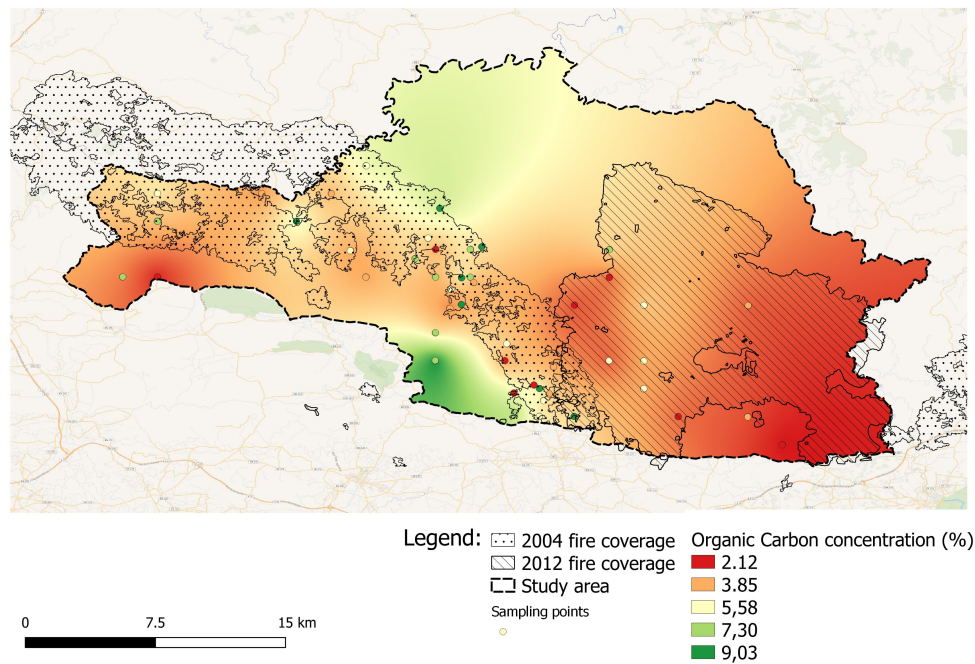 Legend:
2004 fire coverage
2012 fire coverage
Study area
Sampling points
Organic Carbon concentration (%)
2.12
3.85
5,58
7,30
9,03
0 7.5 15 km